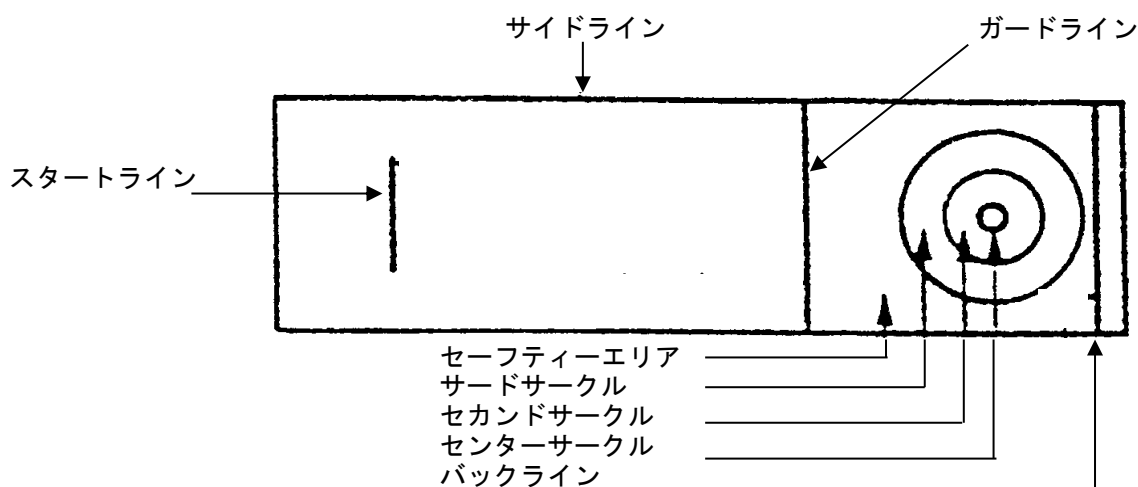 サイドライン
ガードライン
スタートライン
セーフティーエリア
サードサークル
セカンドサークル
センターサークル
バックライン